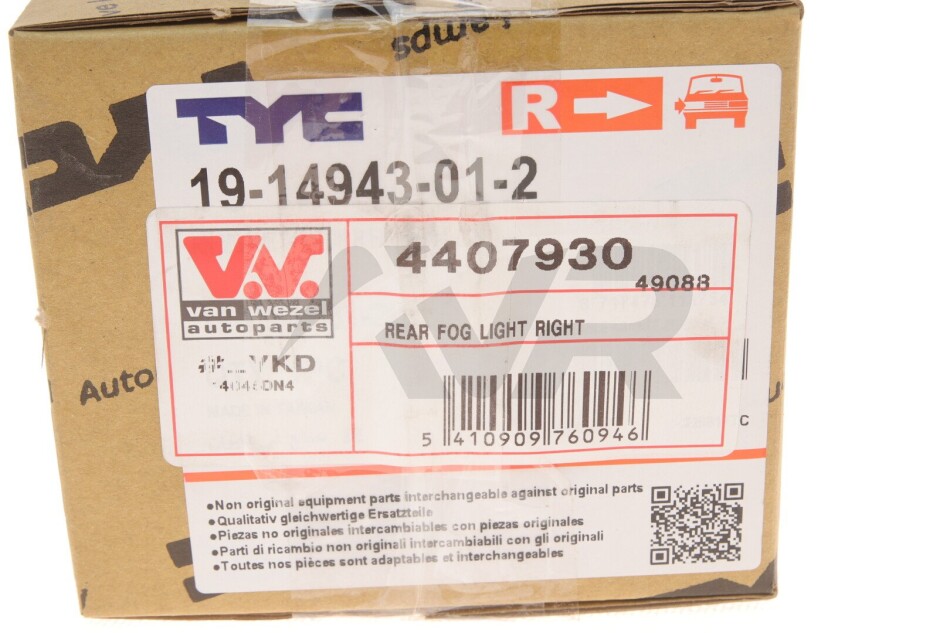 Lamps
TYC
R
19-14943-01-2
V.W.
van wezel
autoparts
4407930
49088
REAR FOG LIGHT RIGHT
YKD
Auto
5 410909 760946
C
VR
•Non original equipment parts interchangeable against original parts
•Qualitativ gleichwertige Ersatzteile
•Piezas no originales intercambiables con piezas originales
•Parti di ricambio non originali intercambiabili con gli originali
•Toutes nos pièces sont adaptables et interchangeables